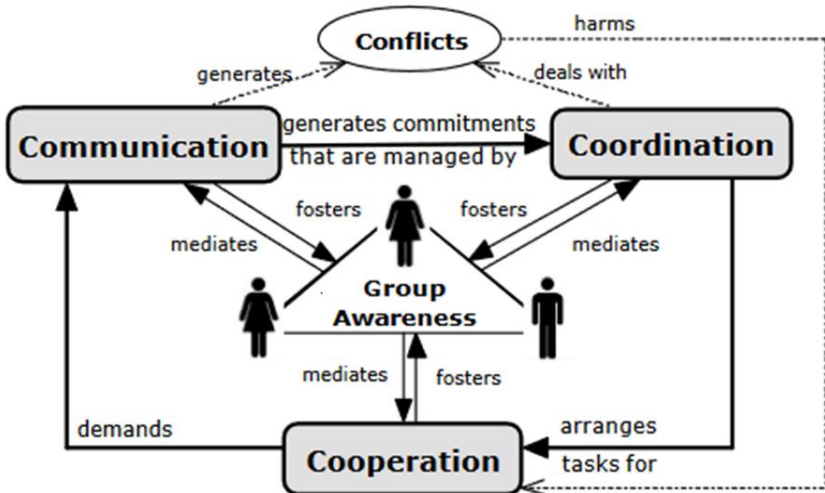 Conflicts
harms
generates
deals with
Communication
generates commitments
that are managed by
Coordination
fosters
fosters
mediates
mediates
Group
Awareness
mediates
fosters
demands
arranges
tasks for
Cooperation